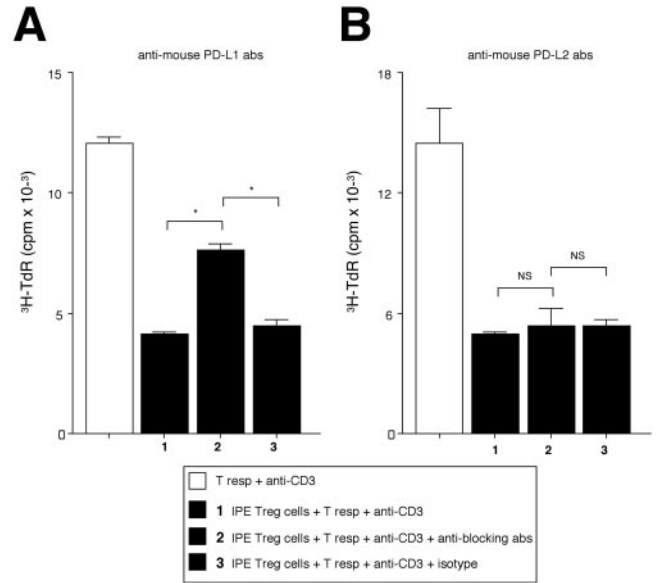 A
B
anti-mouse PD-L1 abs
anti-mouse PD-L2 abs
15
10
5
0
³H-TdR (cpm x 10⁻³)
*
*
1
2
3
18
12
6
0
³H-TdR (cpm x 10⁻³)
NS
NS
1
2
3
T resp + anti-CD3
1 IPE Treg cells + T resp + anti-CD3
2 IPE Treg cells + T resp + anti-CD3 + anti-blocking abs
3 IPE Treg cells + T resp + anti-CD3 + isotype